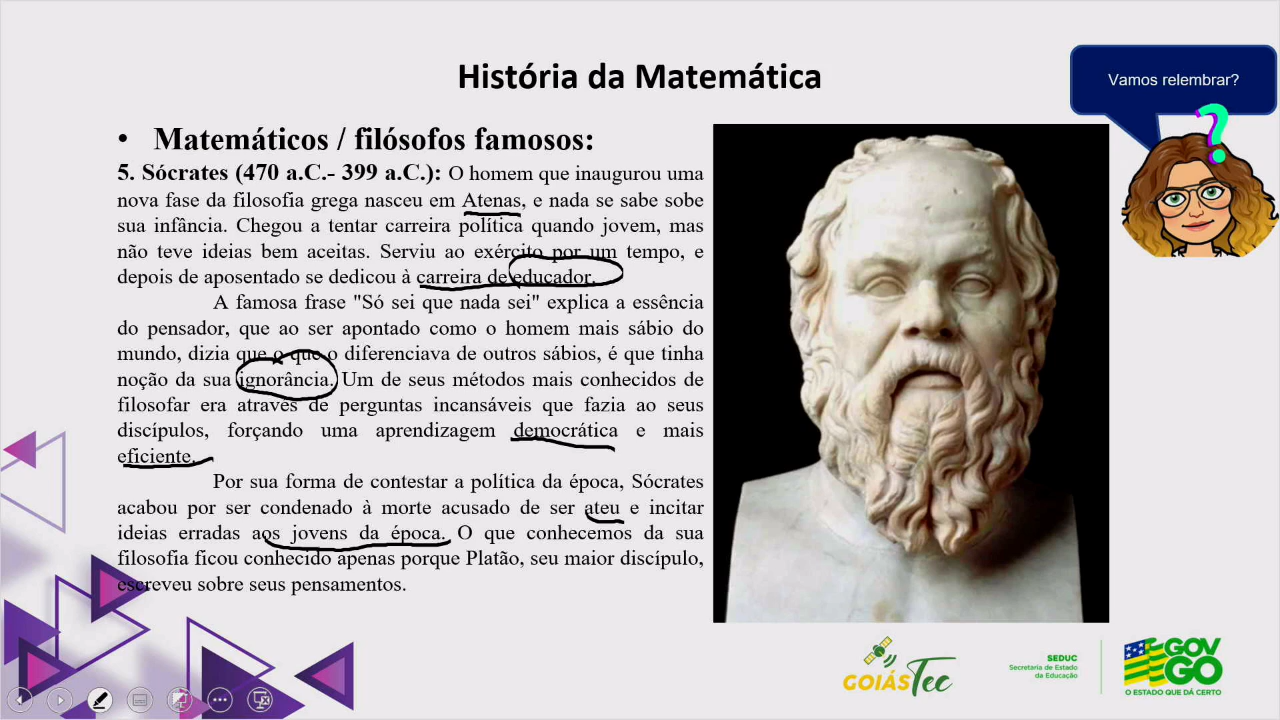 História da Matemática
Vamos relembrar?
• Matemáticos / filósofos famosos:
5. Sócrates (470 a.C.- 399 a.C.): O homem que inaugurou uma
nova fase da filosofia grega nasceu em Atenas, e nada se sabe sobe
sua infância. Chegou a tentar carreira política quando jovem, mas
não teve ideias bem aceitas. Serviu ao exército por um tempo, e
depois de aposentado se dedicou à carreira de educador.
A famosa frase "Só sei que nada sei" explica a essência
do pensador, que ao ser apontado como o homem mais sábio do
mundo, dizia que o que o diferenciava de outros sábios, é que tinha
noção da sua ignorância. Um de seus métodos mais conhecidos de
filosofar era através de perguntas incansáveis que fazia ao seus
discípulos, forçando uma aprendizagem democrática e mais
eficiente.
Por sua forma de contestar a política da época, Sócrates
acabou por ser condenado à morte acusado de ser ateu e incitar
ideias erradas aos jovens da época. O que conhecemos da sua
filosofia ficou conhecido apenas porque Platão, seu maior discípulo,
escreveu sobre seus pensamentos.
GOIÁSTec
SEDUC
Secretaria de Estado
da Educação
GOV
GO
O ESTADO QUE DÁ CERTO